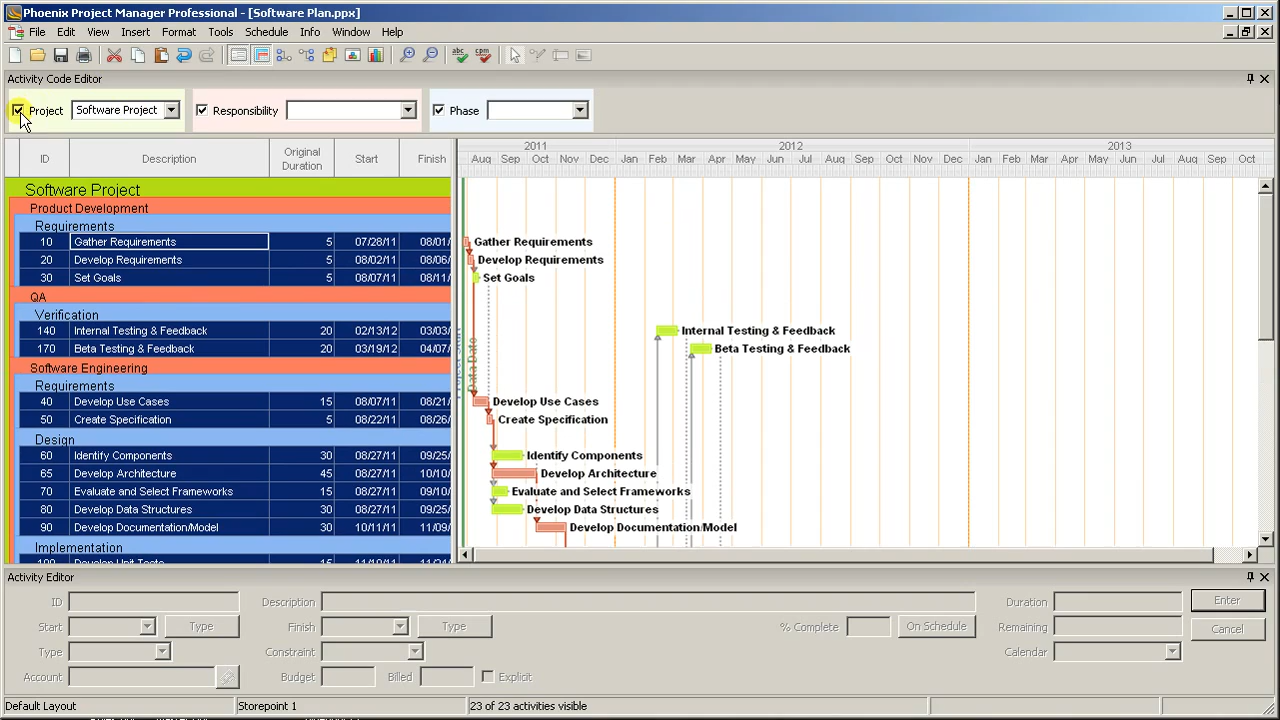 Phoenix Project Manager Professional - [Software Plan.ppx]
File Edit View Insert Format Tools Schedule Info Window Help
abc cpm
Activity Code Editor
Project Software Project Responsibility Phase
2011 2012 2013
ID Description Original Duration Start Finish Aug Sep Oct Nov Dec Jan Feb Mar Apr May Jun Jul Aug Sep Oct Nov Dec Jan Feb Mar Apr May Jun Jul Aug Sep Oct
Software Project
Product Development
Requirements
10 Gather Requirements 5 07/28/11 08/01/ Gather Requirements
20 Develop Requirements 5 08/02/11 08/06/ Develop Requirements
30 Set Goals 5 08/07/11 08/11/ Set Goals
QA
Verification
140 Internal Testing & Feedback 20 02/13/12 03/03/ Internal Testing & Feedback
170 Beta Testing & Feedback 20 03/19/12 04/07/ Beta Testing & Feedback
Data Date
Software Engineering
Requirements
40 Develop Use Cases 15 08/07/11 08/21/ Develop Use Cases
50 Create Specification 5 08/22/11 08/26/ Create Specification
Design
60 Identify Components 30 08/27/11 09/25/ Identify Components
65 Develop Architecture 45 08/27/11 10/10/ Develop Architecture
70 Evaluate and Select Frameworks 15 08/27/11 09/10/ Evaluate and Select Frameworks
80 Develop Data Structures 30 08/27/11 09/25/ Develop Data Structures
90 Develop Documentation/Model 30 10/11/11 11/09/ Develop Documentation/Model
Implementation
Activity Editor
ID Description Duration Enter
Start Type Finish Type % Complete On Schedule Remaining Cancel
Type Constraint Calendar
Account Budget Billed Explicit
Default Layout Storepoint 1 23 of 23 activities visible